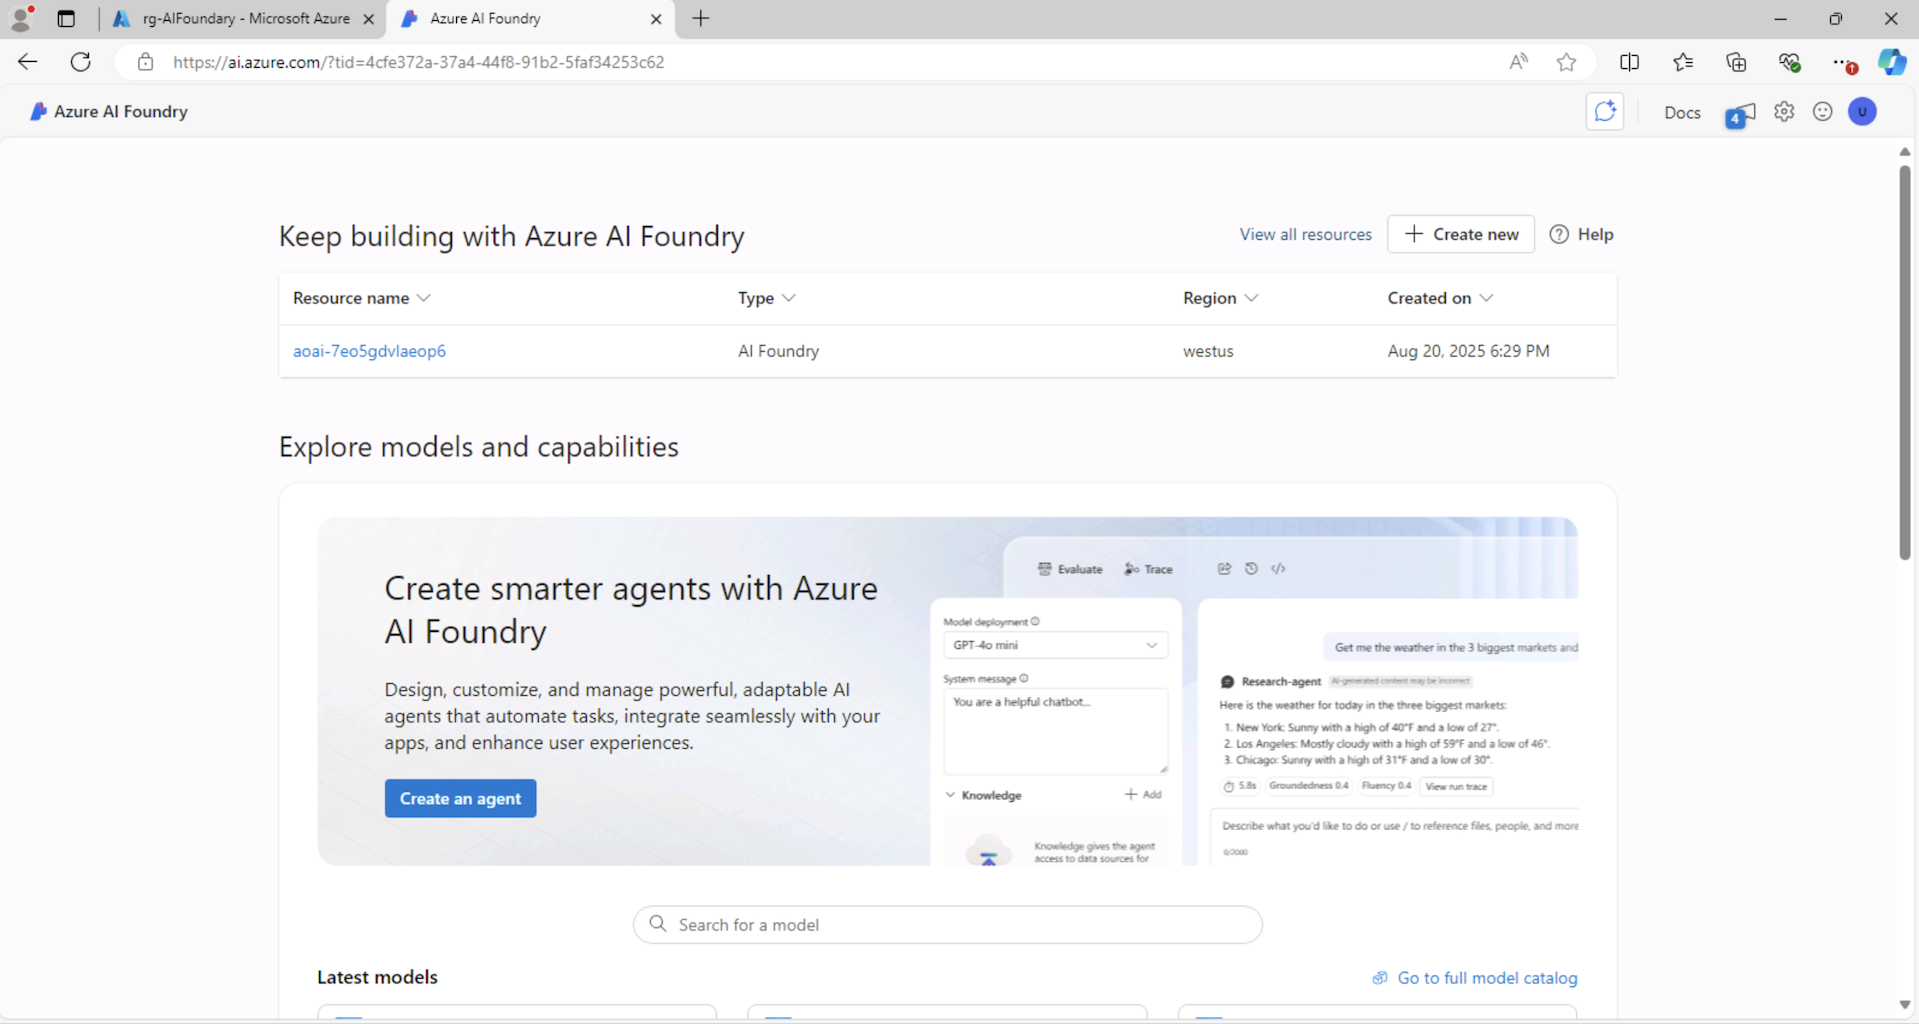 rg-AIFoundary - Microsoft Azure
Azure AI Foundry
https://ai.azure.com/?tid=4cfe372a-37a4-44f8-91b2-5faf34253c62
Azure AI Foundry
Docs
4
U
Keep building with Azure AI Foundry
View all resources
Create new
Help
Resource name
Type
Region
Created on
aoai-7eo5gdvlaeop6
AI Foundry
westus
Aug 20, 2025 6:29 PM
Explore models and capabilities
Create smarter agents with Azure
AI Foundry
Design, customize, and manage powerful, adaptable AI
agents that automate tasks, integrate seamlessly with your
apps, and enhance user experiences.
Create an agent
Evaluate
Trace
Model deployment
GPT-4o mini
System message
You are a helpful chatbot...
Knowledge
Add
Knowledge gives the agent
access to data sources for
Get me the weather in the 3 biggest markets and
Research-agent
AI-generated content may be incorrect
Here is the weather for today in the three biggest markets:
1. New York: Sunny with a high of 40°F and a low of 27°.
2. Los Angeles: Mostly cloudy with a high of 59°F and a low of 46°.
3. Chicago: Sunny with a high of 31°F and a low of 30°.
5.8s
Groundedness 0.4
Fluency 0.4
View run trace
Describe what you'd like to do or use / to reference files, people, and more
0/2000
Search for a model
Latest models
Go to full model catalog